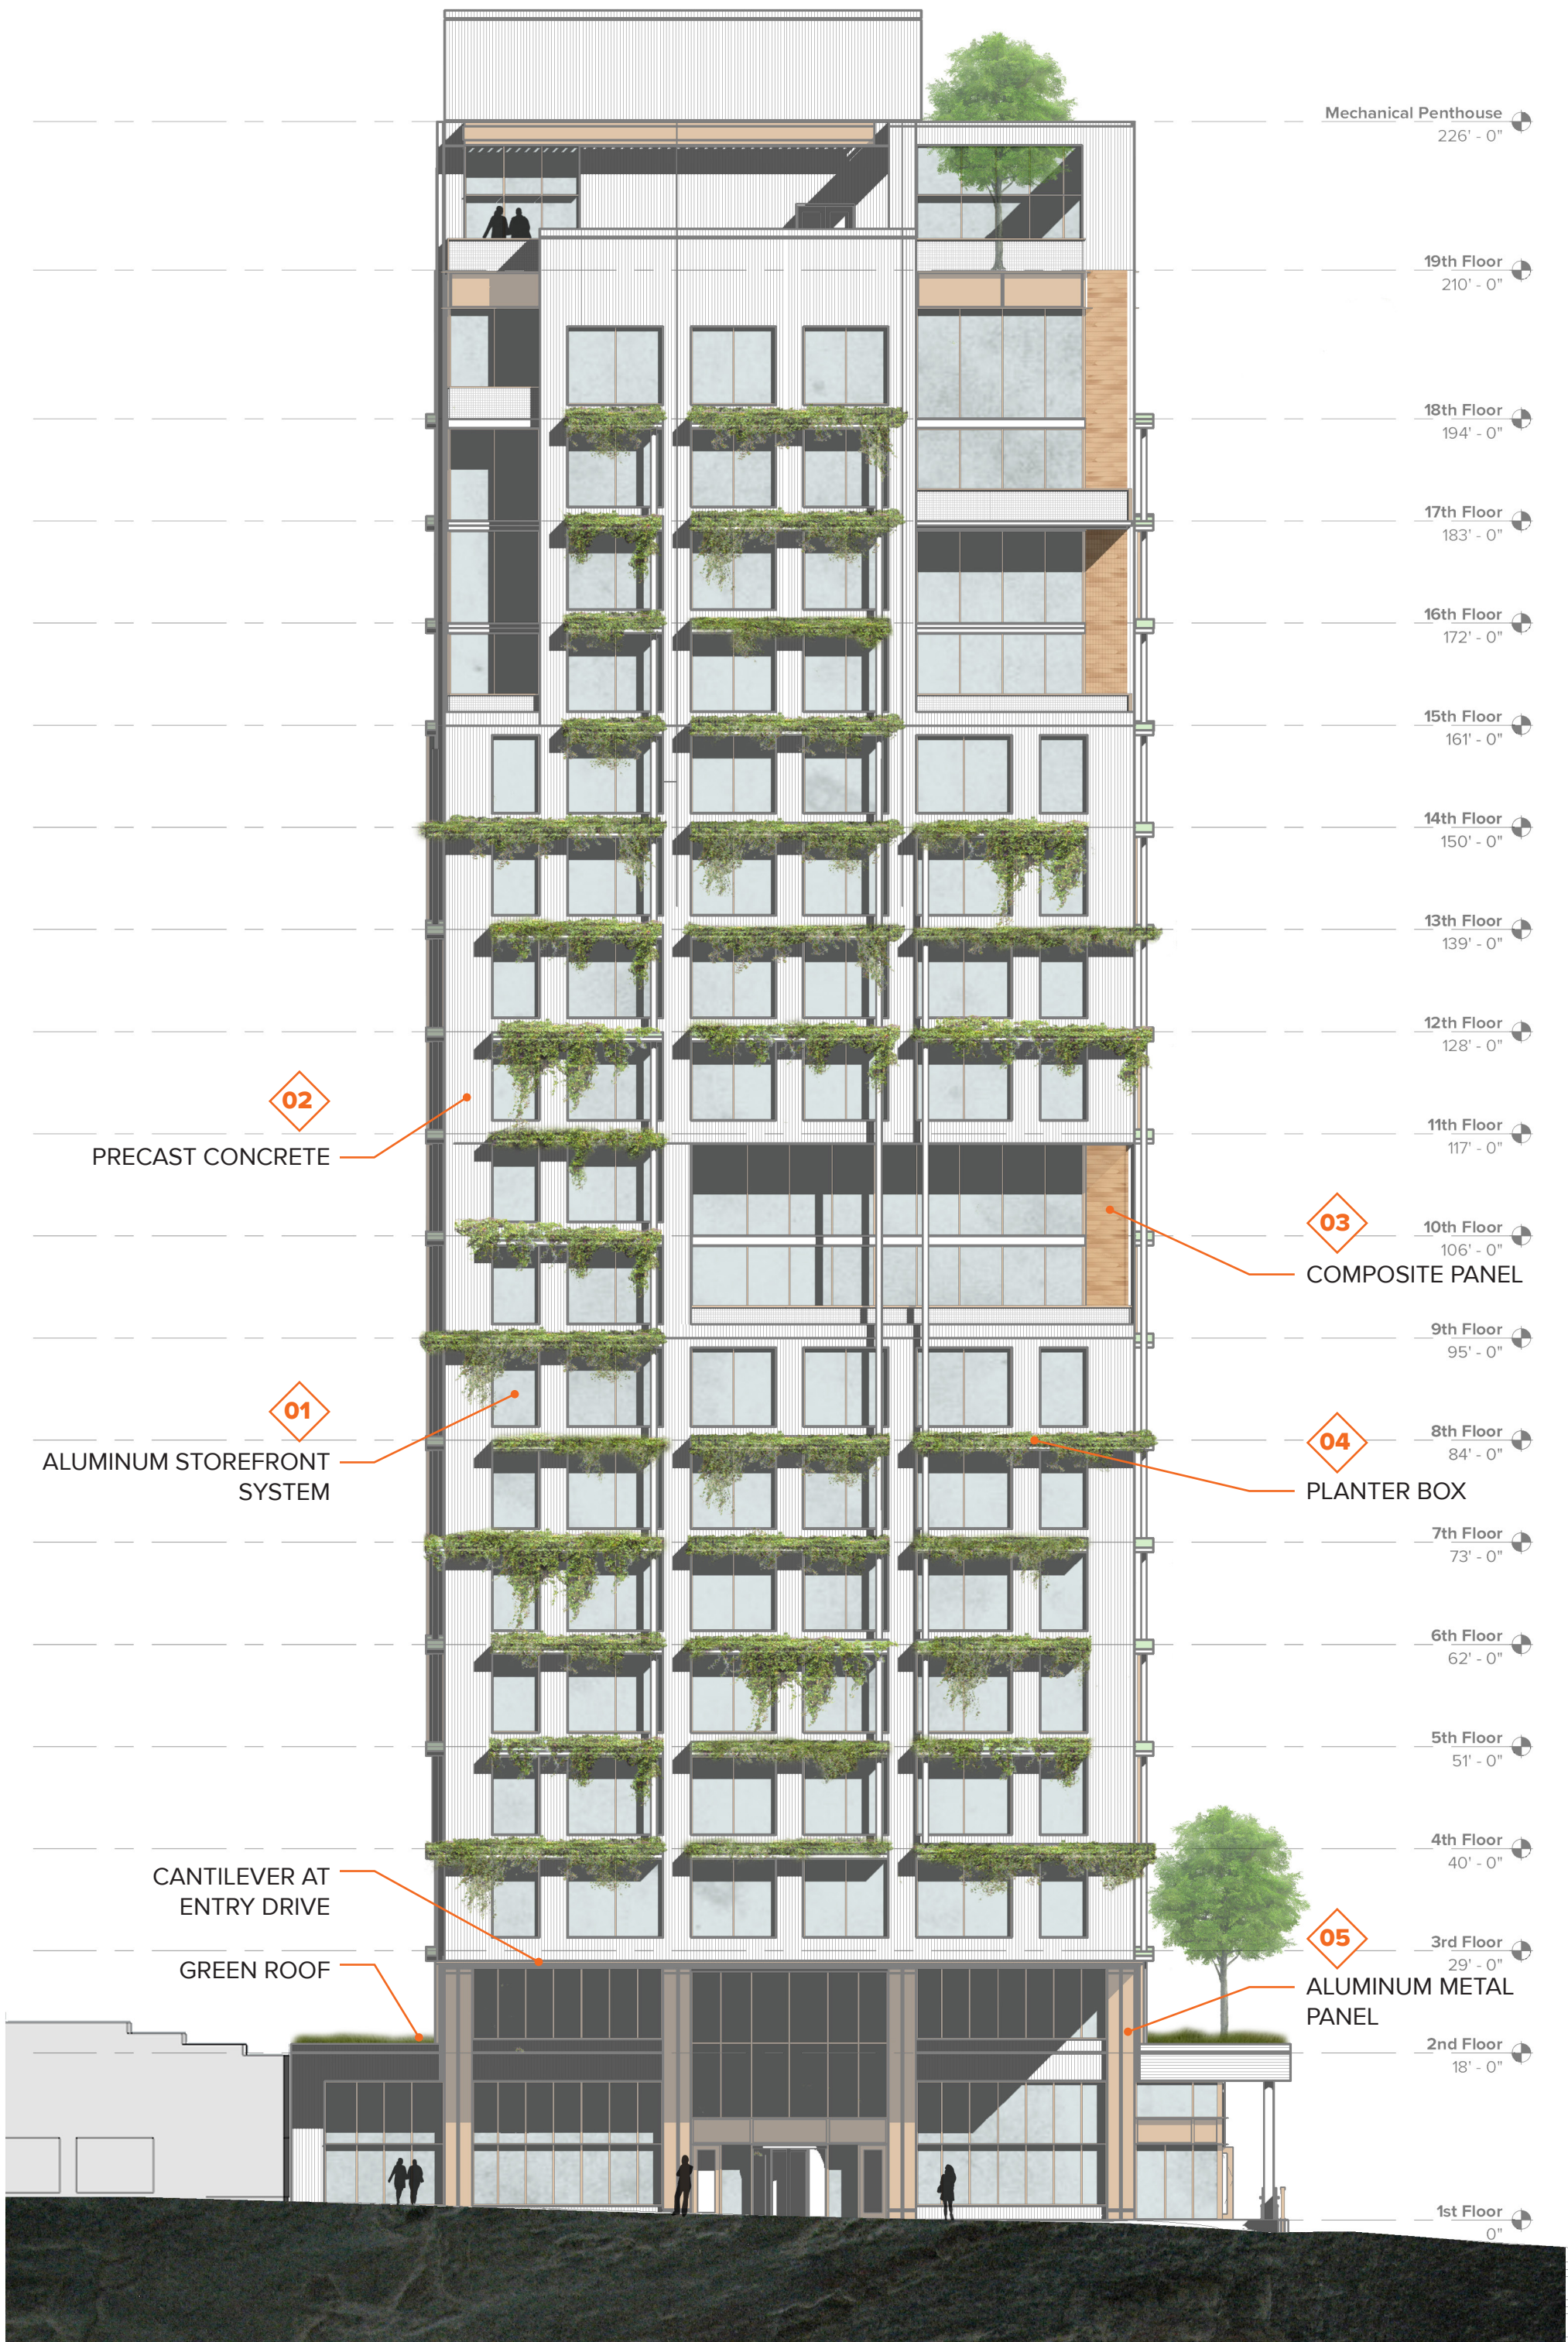 Mechanical Penthouse
226' - 0"
19th Floor
210' - 0"
18th Floor
194' - 0"
17th Floor
183' - 0"
16th Floor
172' - 0"
15th Floor
161' - 0"
14th Floor
150' - 0"
13th Floor
139' - 0"
12th Floor
128' - 0"
02
PRECAST CONCRETE
11th Floor
117' - 0"
03
10th Floor
106' - 0"
COMPOSITE PANEL
9th Floor
95' - 0"
01
ALUMINUM STOREFRONT
SYSTEM
04
8th Floor
84' - 0"
PLANTER BOX
7th Floor
73' - 0"
6th Floor
62' - 0"
5th Floor
51' - 0"
4th Floor
40' - 0"
CANTILEVER AT
ENTRY DRIVE
GREEN ROOF
05
3rd Floor
29' - 0"
ALUMINUM METAL
PANEL
2nd Floor
18' - 0"
1st Floor
0"